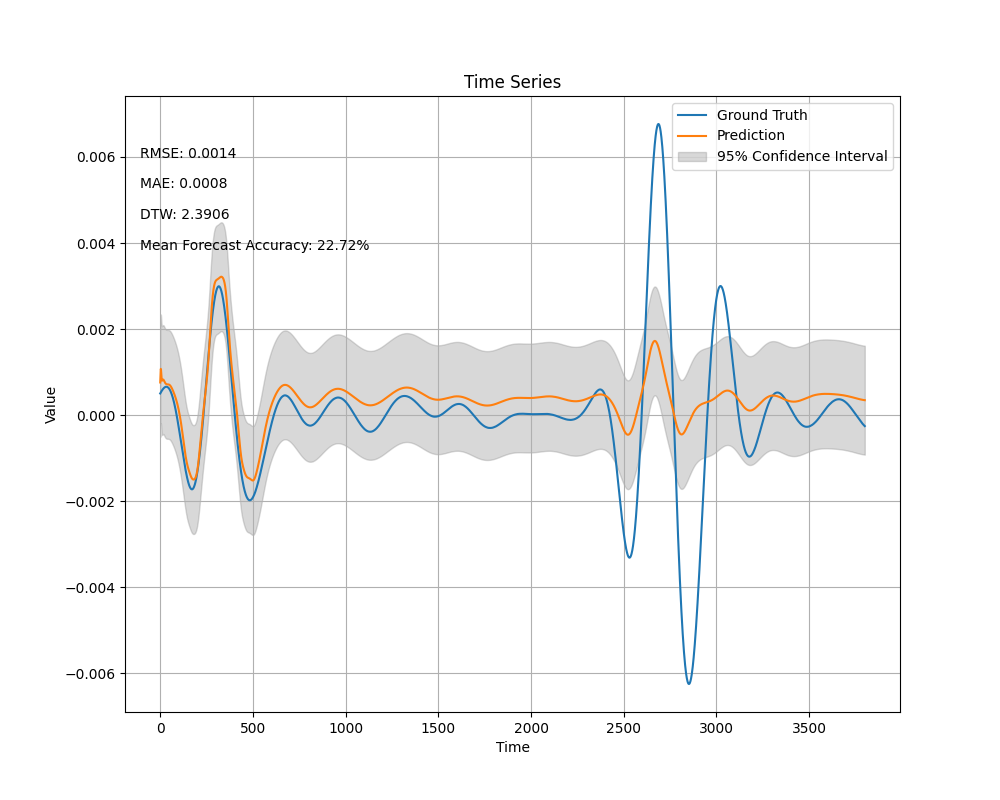 Time Series
Ground Truth
Prediction
95% Confidence Interval
RMSE: 0.0014
MAE: 0.0008
DTW: 2.3906
Mean Forecast Accuracy: 22.72%
Value
0.006
0.004
0.002
0.000
−0.002
−0.004
−0.006
0 500 1000 1500 2000 2500 3000 3500
Time